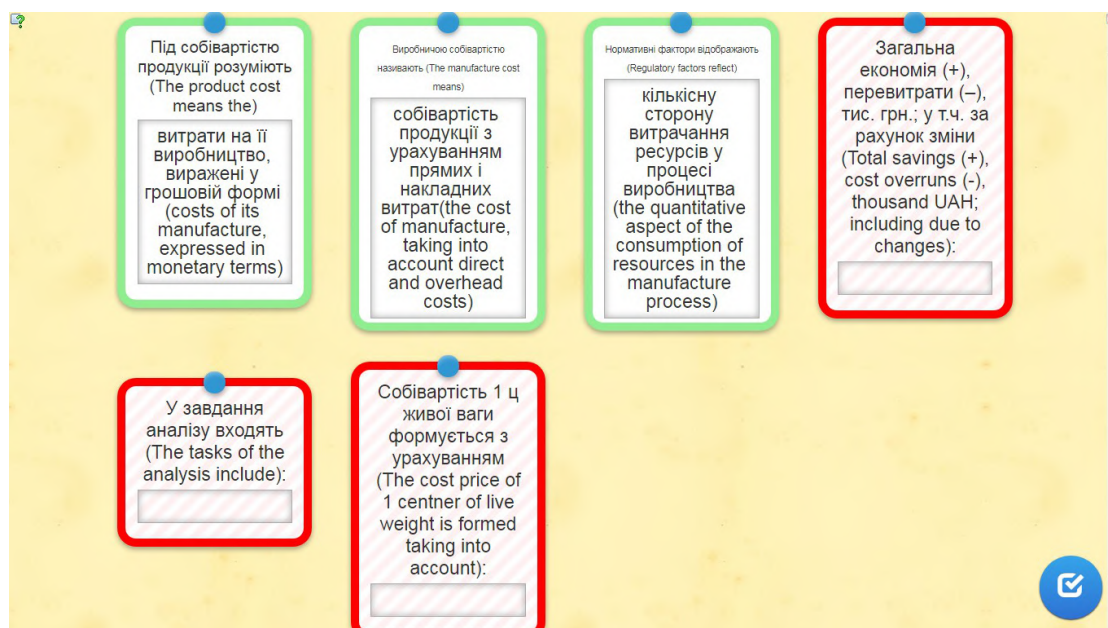 Під собівартістю
продукції розуміють
(The product cost
means the)
витрати на її
виробництво,
виражені у
грошовій формі
(costs of its
manufacture,
expressed in
monetary terms)
Виробничою собівартістю
називають (The manufacture cost
means)
собівартість
продукції з
урахуванням
прямих і
накладних
витрат(the cost
of manufacture,
taking into
account direct
and overhead
costs)
Нормативні фактори відображають
(Regulatory factors reflect)
кількісну
сторону
витрачання
ресурсів у
процесі
виробництва
(the quantitative
aspect of the
consumption of
resources in the
manufacture
process)
Загальна
економія (+),
перевитрати (–),
тис. грн.; у т.ч. за
рахунок зміни
(Total savings (+),
cost overruns (-),
thousand UAH;
including due to
changes):
У завдання
аналізу входять
(The tasks of the
analysis include):
Собівартість 1 ц
живої ваги
формується з
урахуванням
(The cost price of
1 centner of live
weight is formed
taking into
account):